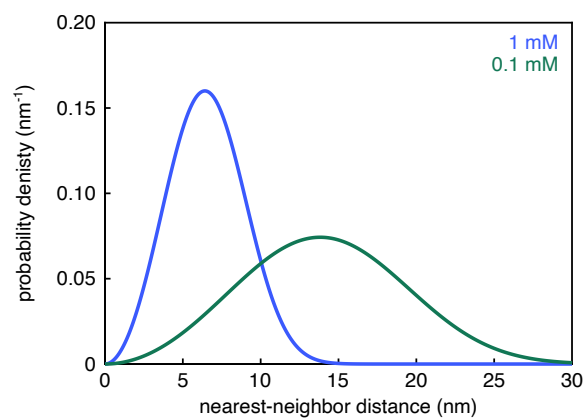 0.20
1 mM
0.1 mM
0.15
probability denisty (nm-1)
0.10
0.05
0
0 5 10 15 20 25 30
nearest-neighbor distance (nm)